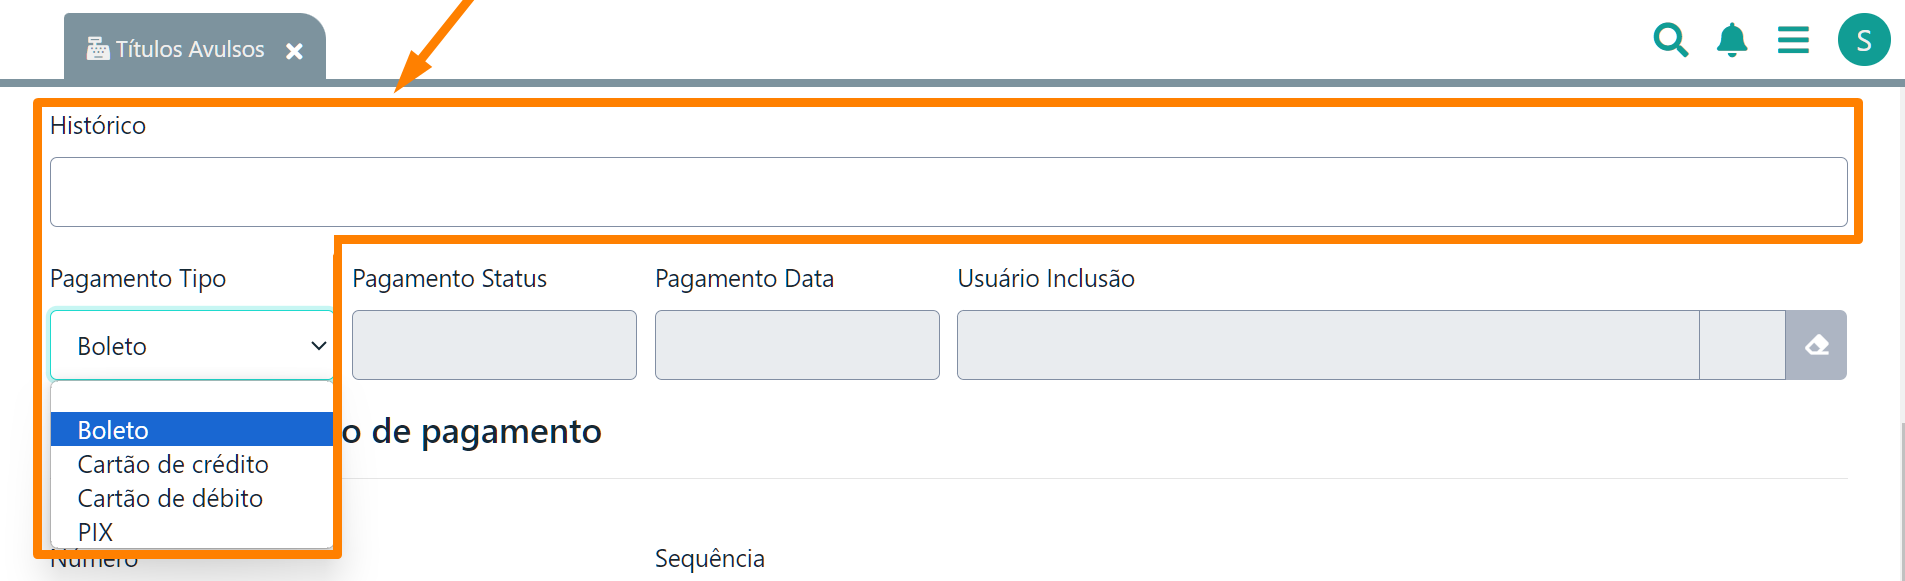 Títulos Avulsos
S
Histórico
Pagamento Tipo
Pagamento Status
Pagamento Data
Usuário Inclusão
Boleto
Boleto
Cartão de crédito
Cartão de débito
PIX
o de pagamento
Número
Sequência